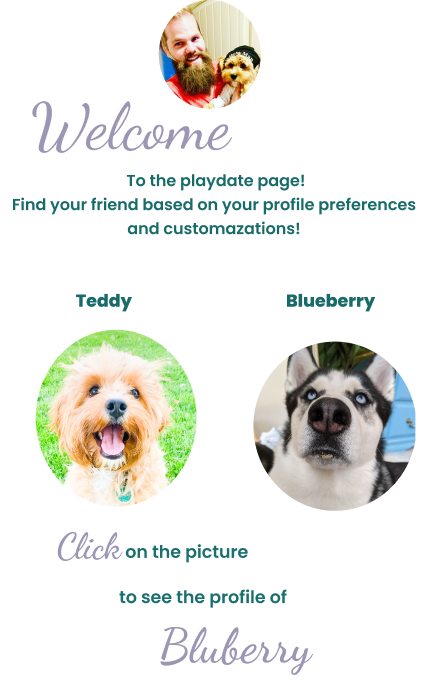 Welcome
To the playdate page!
Find your friend based on your profile preferences
and customazations!
Teddy
Blueberry
Click on the picture
to see the profile of
Bluberry